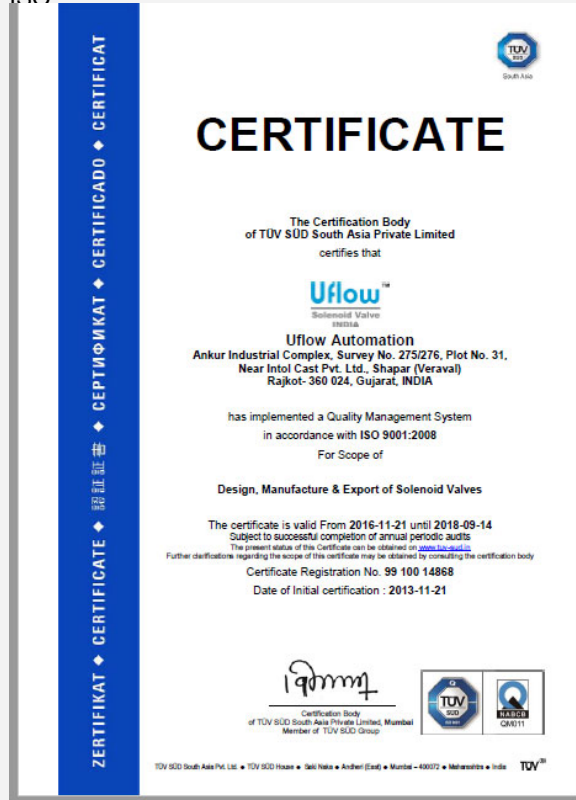 TÜV
SÜD
South Asia
CERTIFICATE
The Certification Body
of TÜV SÜD South Asia Private Limited
certifies that
Uflow™
Solenoid Valve
INDIA
Uflow Automation
Ankur Industrial Complex, Survey No. 275/276, Plot No. 31,
Near Intol Cast Pvt. Ltd., Shapar (Veraval)
Rajkot- 360 024, Gujarat, INDIA
has implemented a Quality Management System
in accordance with ISO 9001:2008
For Scope of
Design, Manufacture & Export of Solenoid Valves
The certificate is valid From 2016-11-21 until 2018-09-14
Subject to successful completion of annual periodic audits
The present status of this Certificate can be obtained on www.tuv-sud.in
Further clarifications regarding the scope of this certificate may be obtained by consulting the certification body
Certificate Registration No. 99 100 14868
Date of Initial certification : 2013-11-21
Certification Body
of TÜV SÜD South Asia Private Limited, Mumbai
Member of TÜV SÜD Group
Q
TÜV
SÜD
ISO 9001
NABCB
QM011
TÜV SÜD South Asia Pvt. Ltd. ◆ TÜV SÜD House ◆ Saki Naka ◆ Andheri (East) ◆ Mumbai – 400072 ◆ Maharashtra ◆ India TÜV®
ZERTIFIKAT ◆ CERTIFICATE ◆ 認証証書 ◆ СЕРТИФИКАТ ◆ CERTIFICADO ◆ CERTIFICAT